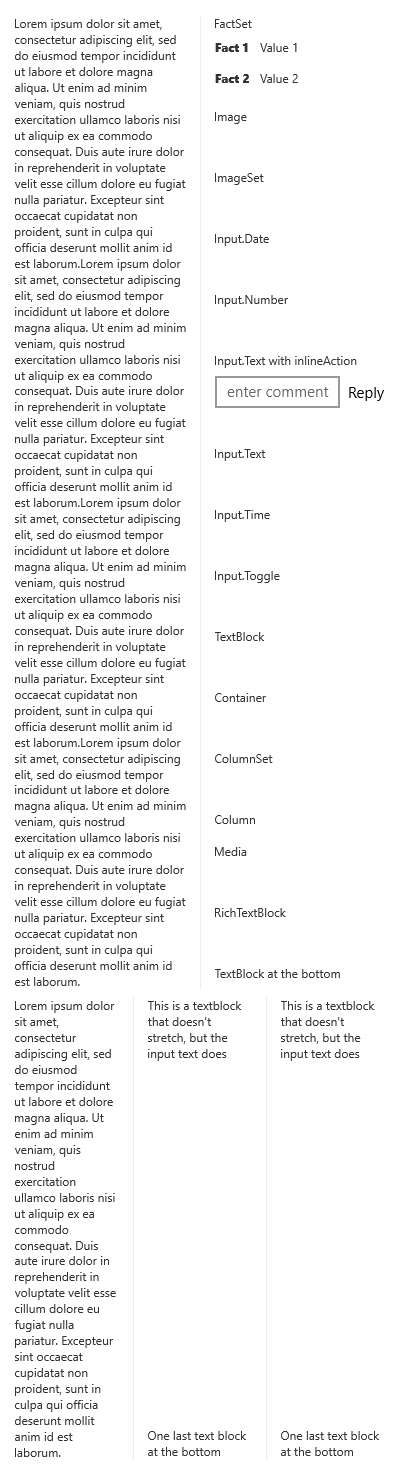 Lorem ipsum dolor sit amet,
consectetur adipiscing elit, sed
do eiusmod tempor incididunt
ut labore et dolore magna
aliqua. Ut enim ad minim
veniam, quis nostrud
exercitation ullamco laboris nisi
ut aliquip ex ea commodo
consequat. Duis aute irure dolor
in reprehenderit in voluptate
velit esse cillum dolore eu fugiat
nulla pariatur. Excepteur sint
occaecat cupidatat non
proident, sunt in culpa qui
officia deserunt mollit anim id
est laborum.Lorem ipsum dolor
sit amet, consectetur adipiscing
elit, sed do eiusmod tempor
incididunt ut labore et dolore
magna aliqua. Ut enim ad minim
veniam, quis nostrud
exercitation ullamco laboris nisi
ut aliquip ex ea commodo
consequat. Duis aute irure dolor
in reprehenderit in voluptate
velit esse cillum dolore eu fugiat
nulla pariatur. Excepteur sint
occaecat cupidatat non
proident, sunt in culpa qui
officia deserunt mollit anim id
est laborum.Lorem ipsum dolor
sit amet, consectetur adipiscing
elit, sed do eiusmod tempor
incididunt ut labore et dolore
magna aliqua. Ut enim ad minim
veniam, quis nostrud
exercitation ullamco laboris nisi
ut aliquip ex ea commodo
consequat. Duis aute irure dolor
in reprehenderit in voluptate
velit esse cillum dolore eu fugiat
nulla pariatur. Excepteur sint
occaecat cupidatat non
proident, sunt in culpa qui
officia deserunt mollit anim id
est laborum.Lorem ipsum dolor
sit amet, consectetur adipiscing
elit, sed do eiusmod tempor
incididunt ut labore et dolore
magna aliqua. Ut enim ad minim
veniam, quis nostrud
exercitation ullamco laboris nisi
ut aliquip ex ea commodo
consequat. Duis aute irure dolor
in reprehenderit in voluptate
velit esse cillum dolore eu fugiat
nulla pariatur. Excepteur sint
occaecat cupidatat non
proident, sunt in culpa qui
officia deserunt mollit anim id
est laborum.
FactSet
Fact 1 Value 1
Fact 2 Value 2
Image
ImageSet
Input.Date
Input.Number
Input.Text with inlineAction
enter comment Reply
Input.Text
Input.Time
Input.Toggle
TextBlock
Container
ColumnSet
Column
Media
RichTextBlock
TextBlock at the bottom
Lorem ipsum dolor
sit amet,
consectetur
adipiscing elit, sed
do eiusmod
tempor incididunt
ut labore et dolore
magna aliqua. Ut
enim ad minim
veniam, quis
nostrud
exercitation
ullamco laboris nisi
ut aliquip ex ea
commodo
consequat. Duis
aute irure dolor in
reprehenderit in
voluptate velit esse
cillum dolore eu
fugiat nulla
pariatur. Excepteur
sint occaecat
cupidatat non
proident, sunt in
culpa qui officia
deserunt mollit
anim id est
laborum.
This is a textblock
that doesn't
stretch, but the
input text does
One last text block
at the bottom
This is a textblock
that doesn't
stretch, but the
input text does
One last text block
at the bottom